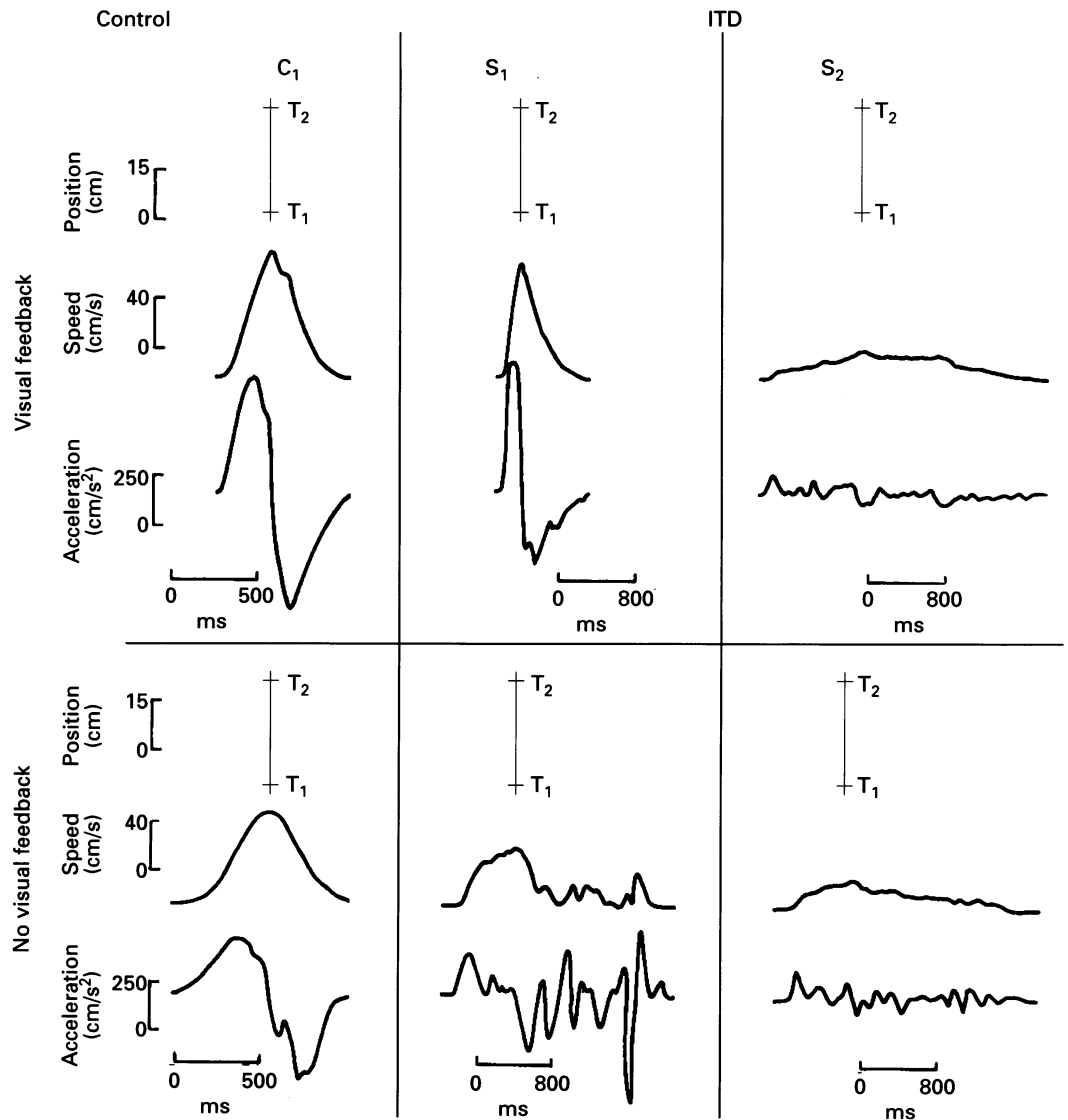 Control
ITD
C₁
S₁
S₂
Visual feedback
Position
(cm)
15
0
T₂
T₁
T₂
T₁
T₂
T₁
Speed
(cm/s)
40
0
Acceleration
(cm/s²)
250
0
0 500
ms
0 800
ms
0 800
ms
No visual feedback
Position
(cm)
15
0
T₂
T₁
T₂
T₁
T₂
T₁
Speed
(cm/s)
40
0
Acceleration
(cm/s²)
250
0
0 500
ms
0 800
ms
0 800
ms